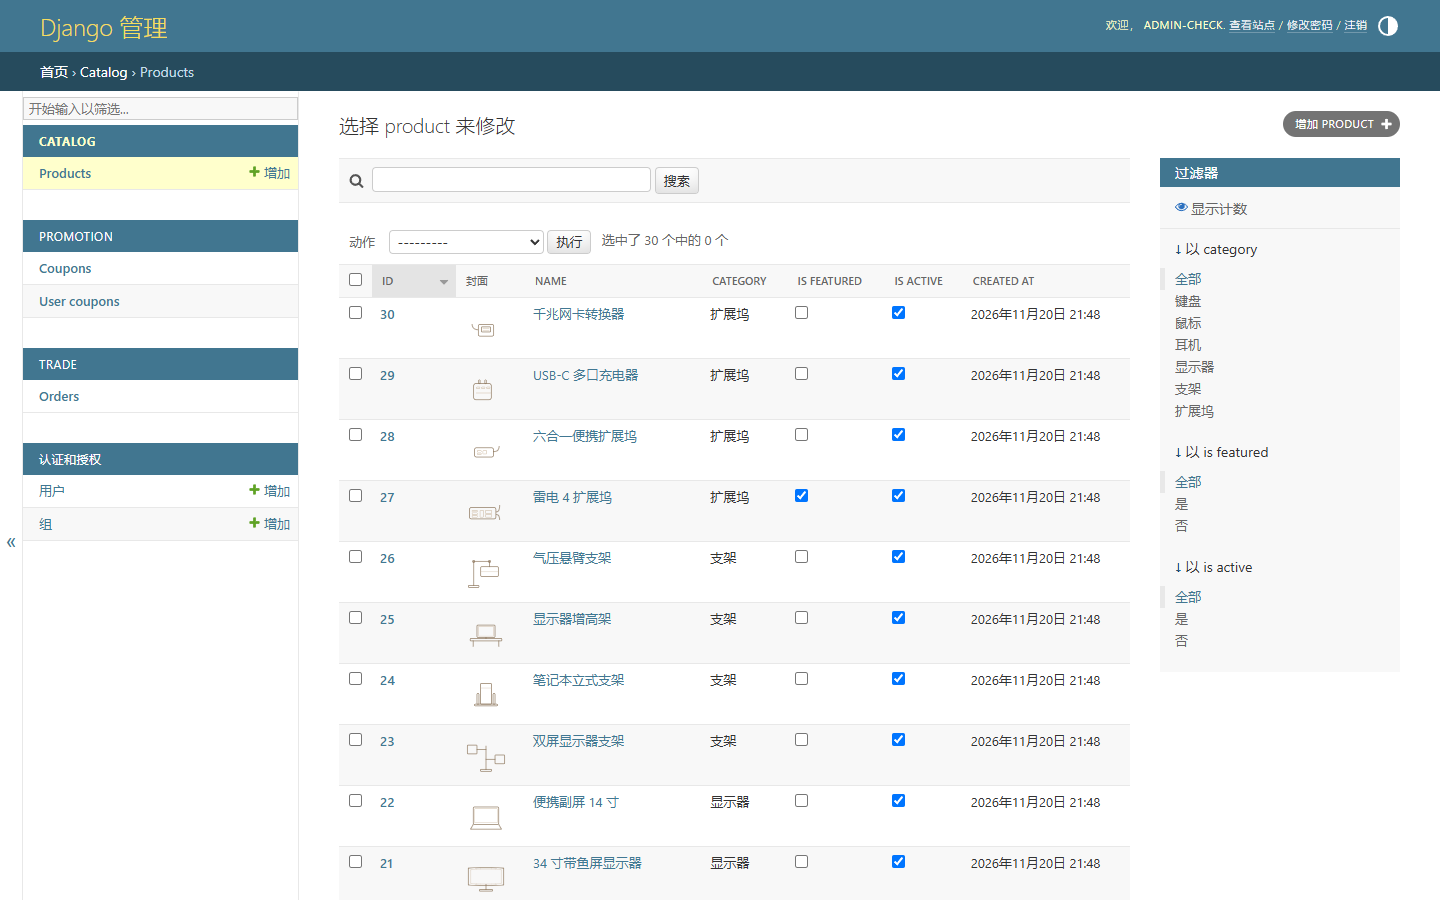 Django 管理
欢迎， ADMIN-CHECK. 查看站点 / 修改密码 / 注销
首页 › Catalog › Products
开始输入以筛选...
CATALOG
Products 增加
PROMOTION
Coupons
User coupons
TRADE
Orders
认证和授权
用户 增加
组 增加
«
选择 product 来修改
增加 PRODUCT
搜索
动作 --------- 执行 选中了 30 个中的 0 个
ID 封面 NAME CATEGORY IS FEATURED IS ACTIVE CREATED AT
30 千兆网卡转换器 扩展坞 2026年11月20日 21:48
29 USB-C 多口充电器 扩展坞 2026年11月20日 21:48
28 六合一便携扩展坞 扩展坞 2026年11月20日 21:48
27 雷电 4 扩展坞 扩展坞 2026年11月20日 21:48
26 气压悬臂支架 支架 2026年11月20日 21:48
25 显示器增高架 支架 2026年11月20日 21:48
24 笔记本立式支架 支架 2026年11月20日 21:48
23 双屏显示器支架 支架 2026年11月20日 21:48
22 便携副屏 14 寸 显示器 2026年11月20日 21:48
21 34 寸带鱼屏显示器 显示器 2026年11月20日 21:48
过滤器
显示计数
↓ 以 category
全部
键盘
鼠标
耳机
显示器
支架
扩展坞
↓ 以 is featured
全部
是
否
↓ 以 is active
全部
是
否